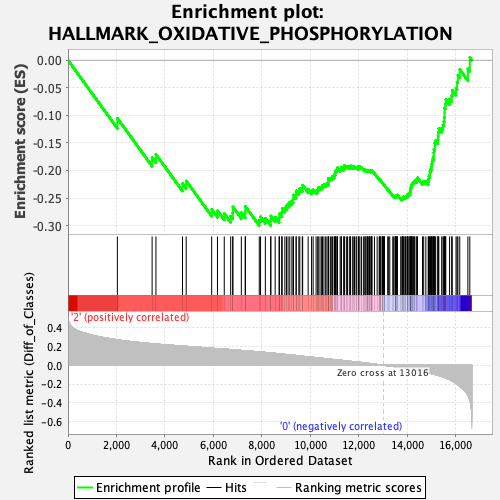 Enrichment plot:
HALLMARK_OXIDATIVE_PHOSPHORYLATION
Enrichment score (ES)
0.00
-0.05
-0.10
-0.15
-0.20
-0.25
-0.30
Ranked list metric (Diff_of_Classes)
'2' (positively correlated)
0.4
0.2
0.0
-0.2
-0.4
-0.6
Zero cross at 13016
'0' (negatively correlated)
0
2,000
4,000
6,000
8,000
10,000
12,000
14,000
16,000
Rank in Ordered Dataset
Enrichment profile
Hits
Ranking metric scores